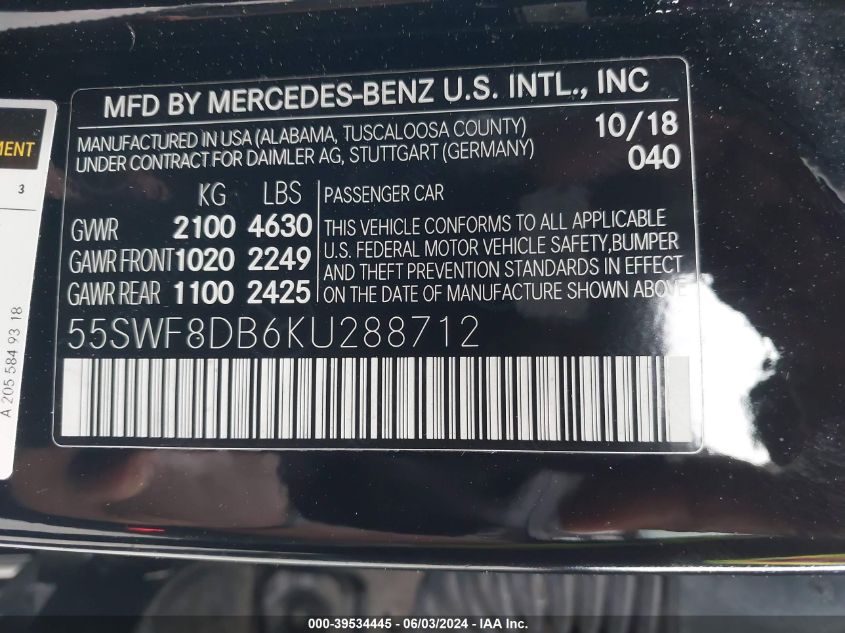 MFD BY MERCEDES-BENZ U.S. INTL., INC
MANUFACTURED IN USA (ALABAMA, TUSCALOOSA COUNTY)
UNDER CONTRACT FOR DAIMLER AG, STUTTGART (GERMANY)
10/18
040
KG LBS
GVWR 2100 4630
GAWR FRONT 1020 2249
GAWR REAR 1100 2425
PASSENGER CAR
THIS VEHICLE CONFORMS TO ALL APPLICABLE
U.S. FEDERAL MOTOR VEHICLE SAFETY, BUMPER
AND THEFT PREVENTION STANDARDS IN EFFECT
ON THE DATE OF MANUFACTURE SHOWN ABOVE
55SWF8DB6KU288712
MENT
3
A 205 584 93 18
000-39534445 - 06/03/2024 - IAA Inc.